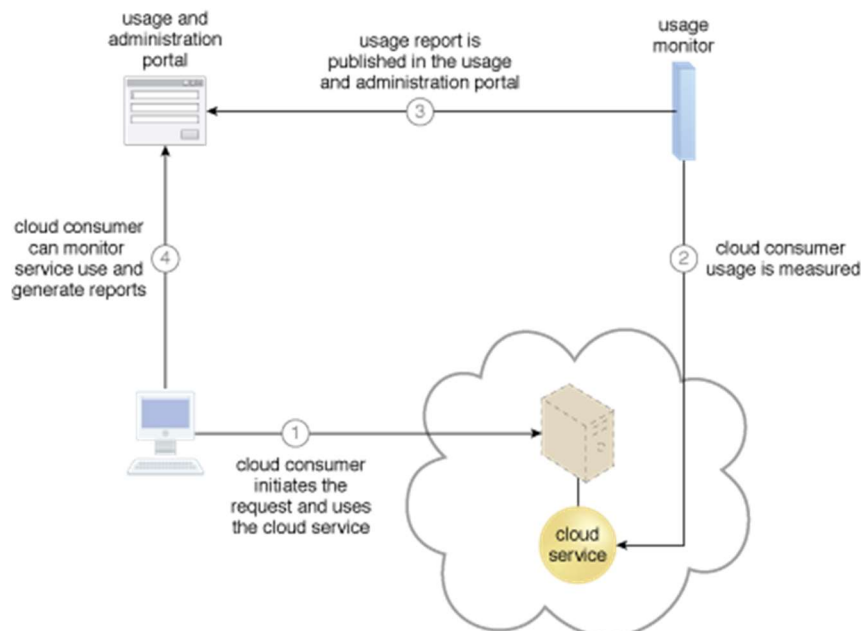 usage and
administration
portal
usage report is
published in the usage
and administration portal
3
usage
monitor
cloud consumer
can monitor
service use and
generate reports
4
2
cloud consumer
usage is measured
1
cloud consumer
initiates the
request and uses
the cloud service
cloud
service